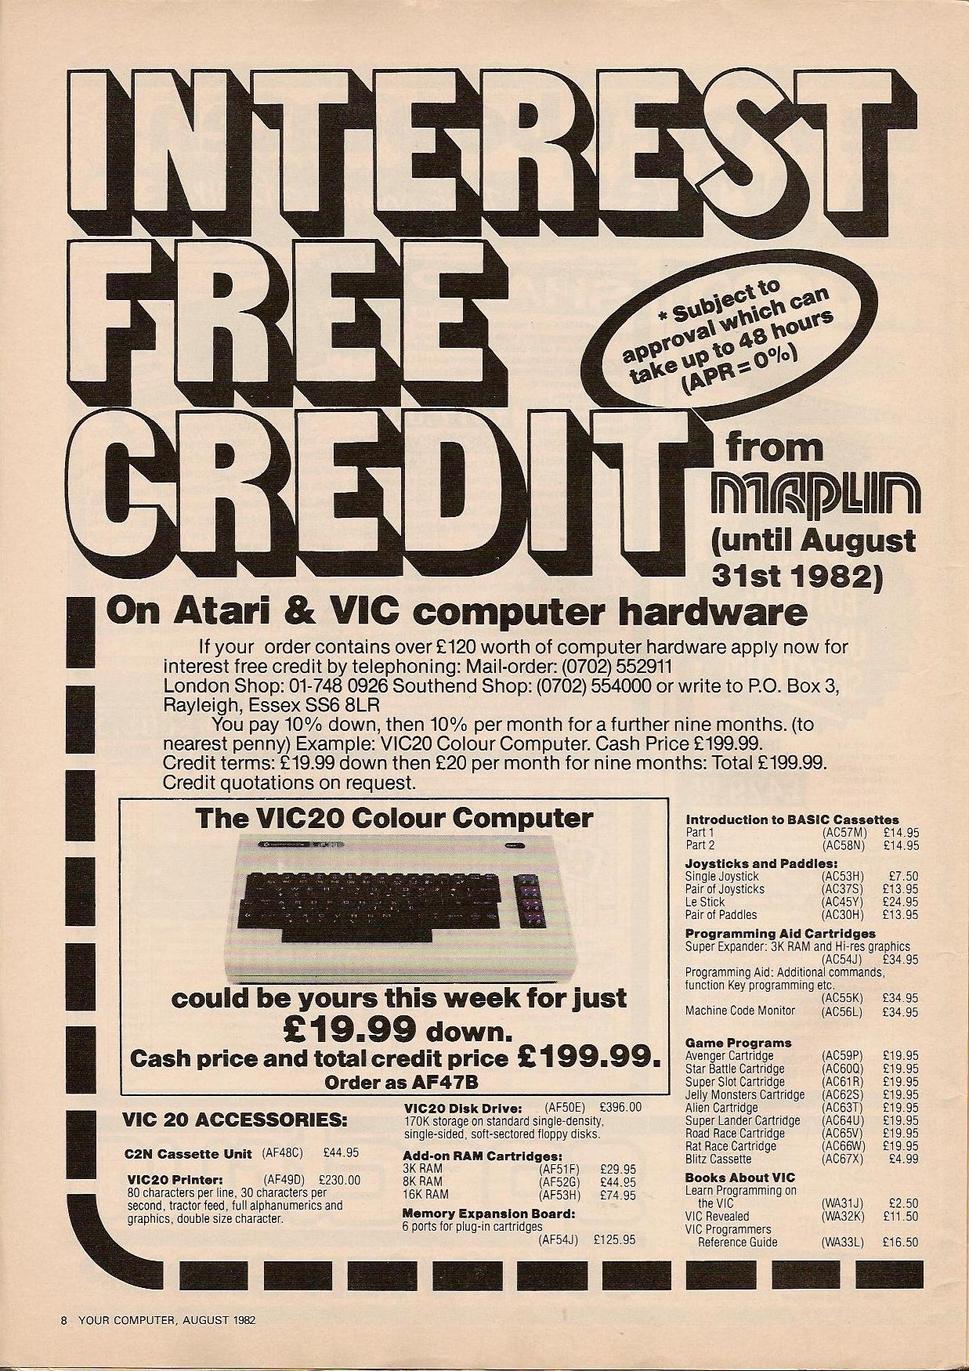 INTEREST
FREE
CREDIT
* Subject to
approval which can
take up to 48 hours
(APR = 0%)
from
MAPLIN
(until August
31st 1982)
On Atari & VIC computer hardware
If your order contains over £120 worth of computer hardware apply now for
interest free credit by telephoning: Mail-order: (0702) 552911
London Shop: 01-748 0926 Southend Shop: (0702) 554000 or write to P.O. Box 3,
Rayleigh, Essex SS6 8LR
You pay 10% down, then 10% per month for a further nine months. (to
nearest penny) Example: VIC20 Colour Computer. Cash Price £199.99.
Credit terms: £19.99 down then £20 per month for nine months: Total £199.99.
Credit quotations on request.
The VIC20 Colour Computer
could be yours this week for just
£19.99 down.
Cash price and total credit price £199.99.
Order as AF47B
VIC 20 ACCESSORIES:
C2N Cassette Unit (AF48C) £44.95
VIC20 Printer: (AF49D) £230.00
80 characters per line, 30 characters per
second, tractor feed, full alphanumerics and
graphics, double size character.
VIC20 Disk Drive: (AF50E) £396.00
170K storage on standard single-density,
single-sided, soft-sectored floppy disks.
Add-on RAM Cartridges:
3K RAM (AF51F) £29.95
8K RAM (AF52G) £44.95
16K RAM (AF53H) £74.95
Memory Expansion Board:
6 ports for plug-in cartridges
(AF54J) £125.95
Introduction to BASIC Cassettes
Part 1 (AC57M) £14.95
Part 2 (AC58N) £14.95
Joysticks and Paddles:
Single Joystick (AC53H) £7.50
Pair of Joysticks (AC37S) £13.95
Le Stick (AC45Y) £24.95
Pair of Paddles (AC30H) £13.95
Programming Aid Cartridges
Super Expander: 3K RAM and Hi-res graphics
(AC54J) £34.95
Programming Aid: Additional commands,
function Key programming etc.
(AC55K) £34.95
Machine Code Monitor (AC56L) £34.95
Game Programs
Avenger Cartridge (AC59P) £19.95
Star Battle Cartridge (AC60Q) £19.95
Super Slot Cartridge (AC61R) £19.95
Jelly Monsters Cartridge (AC62S) £19.95
Alien Cartridge (AC63T) £19.95
Super Lander Cartridge (AC64U) £19.95
Road Race Cartridge (AC65V) £19.95
Rat Race Cartridge (AC66W) £19.95
Blitz Cassette (AC67X) £4.99
Books About VIC
Learn Programming on
the VIC (WA31J) £2.50
VIC Revealed (WA32K) £11.50
VIC Programmers
Reference Guide (WA33L) £16.50
8 YOUR COMPUTER, AUGUST 1982